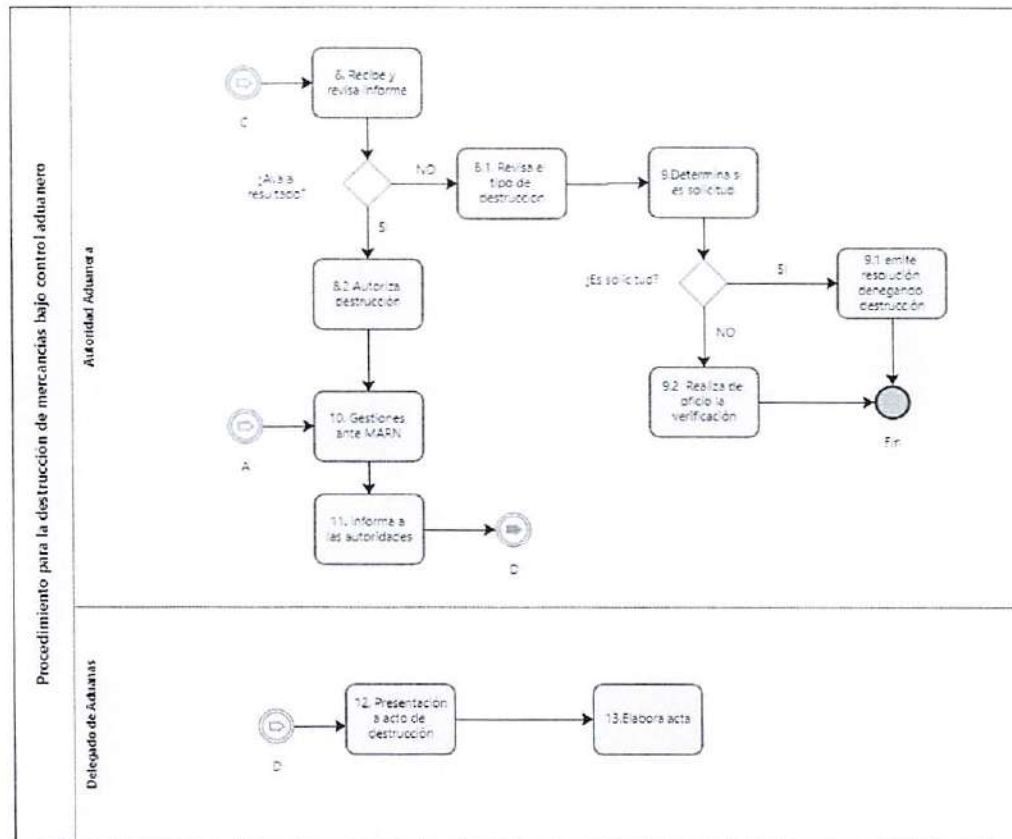 Procedimiento para la destrucción de mercancias bajo control aduanero
Autoridad Aduanera
C
8. Recibe y
revisa informe
¿Avala
resultado?
NO
SI
8.1. Revisa el
tipo de
destrucción
9.Determina si
es solicitud
¿Es solicitud?
SI
NO
9.1 emite
resolución
denegando
destrucción
8.2 Autoriza
destrucción
9.2 Realiza de
oficio la
verificación
Fin
A
10. Gestiones
ante MARN
11. Informa a
las autoridades
D
Delegado de Aduanas
D
12. Presentación
a acto de
destrucción
13.Elabora acta